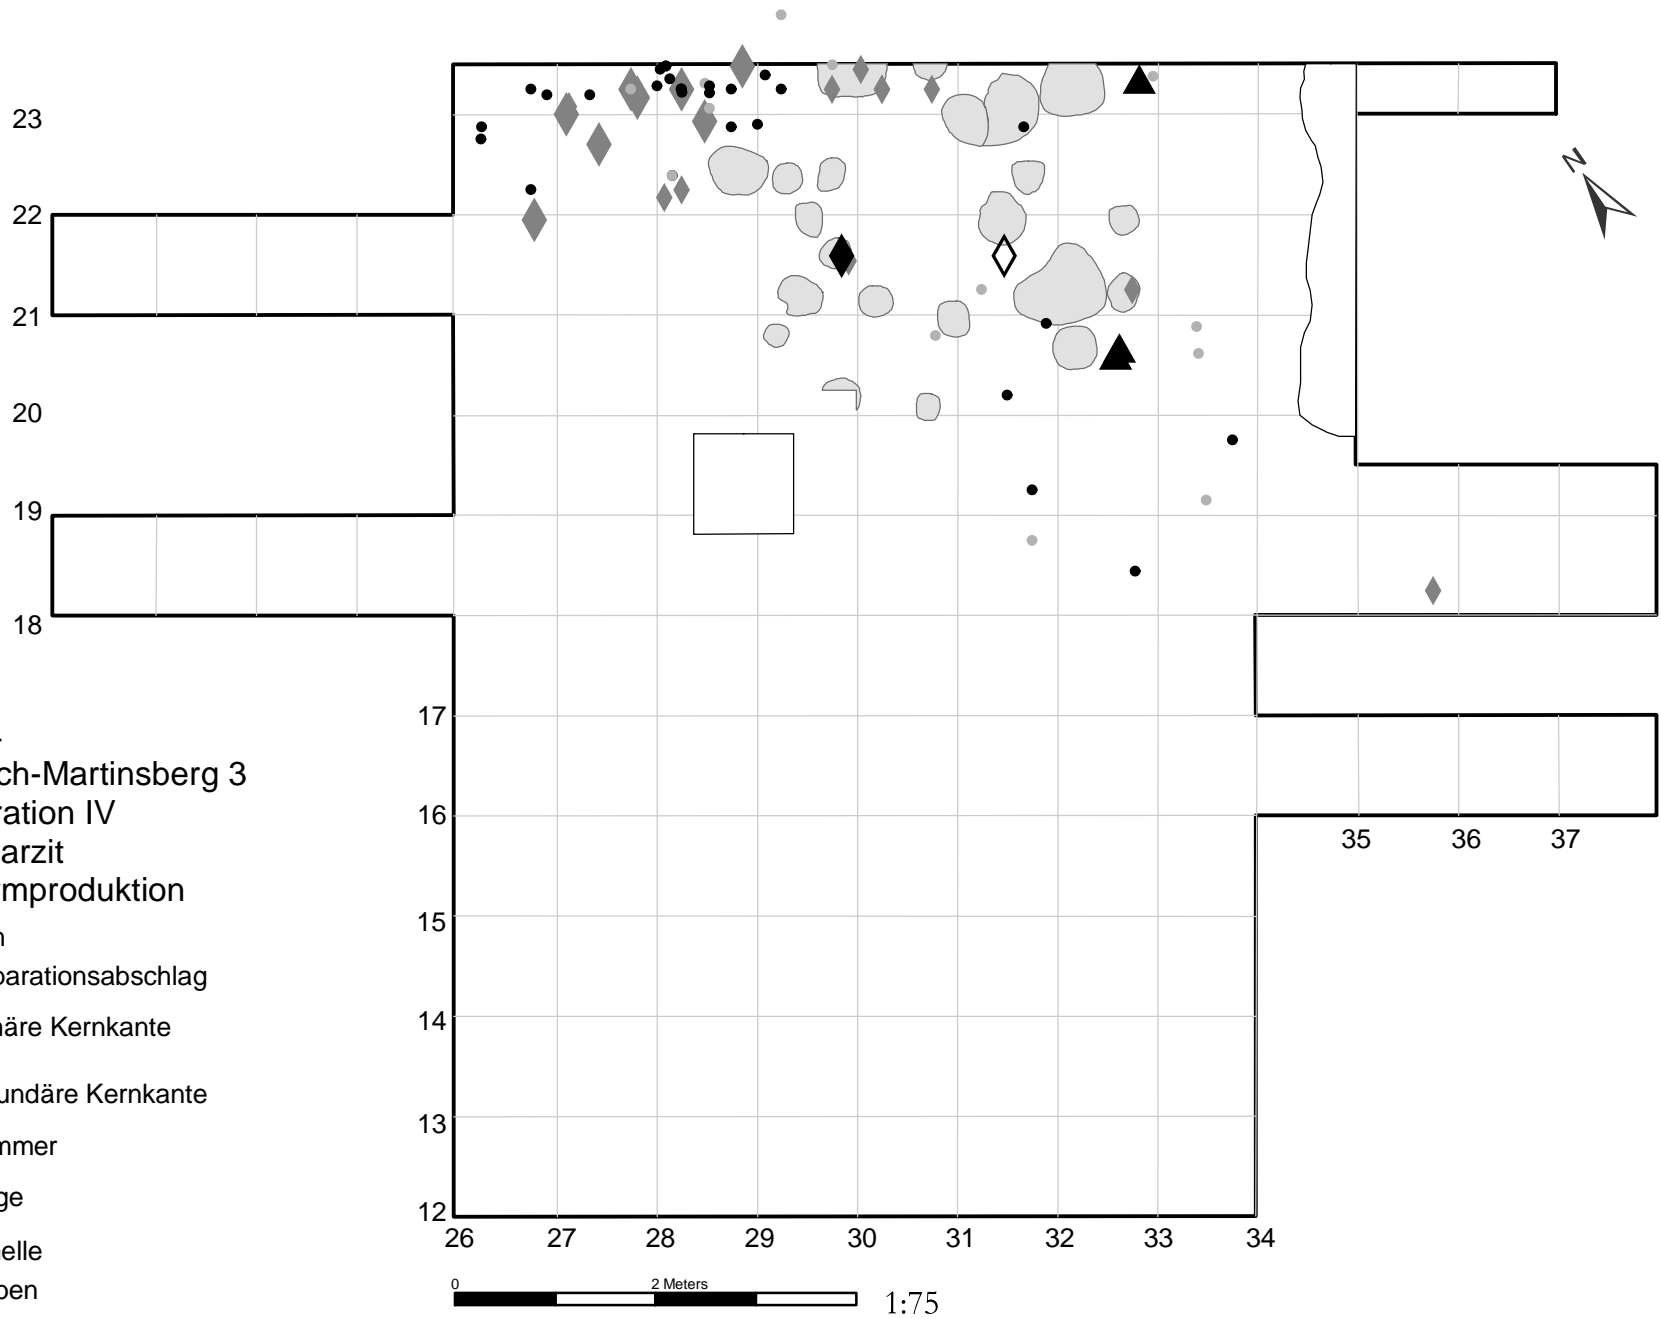 N
23
22
21
20
19
18
17
16
15
14
13
12
35 36 37
26 27 28 29 30 31 32 33 34
ch-Martinsberg 3
ration IV
arzit
mproduktion
n
parationsabschlag
näre Kernkante
undäre Kernkante
mmer
ge
elle
ben
0 2 Meters
1:75